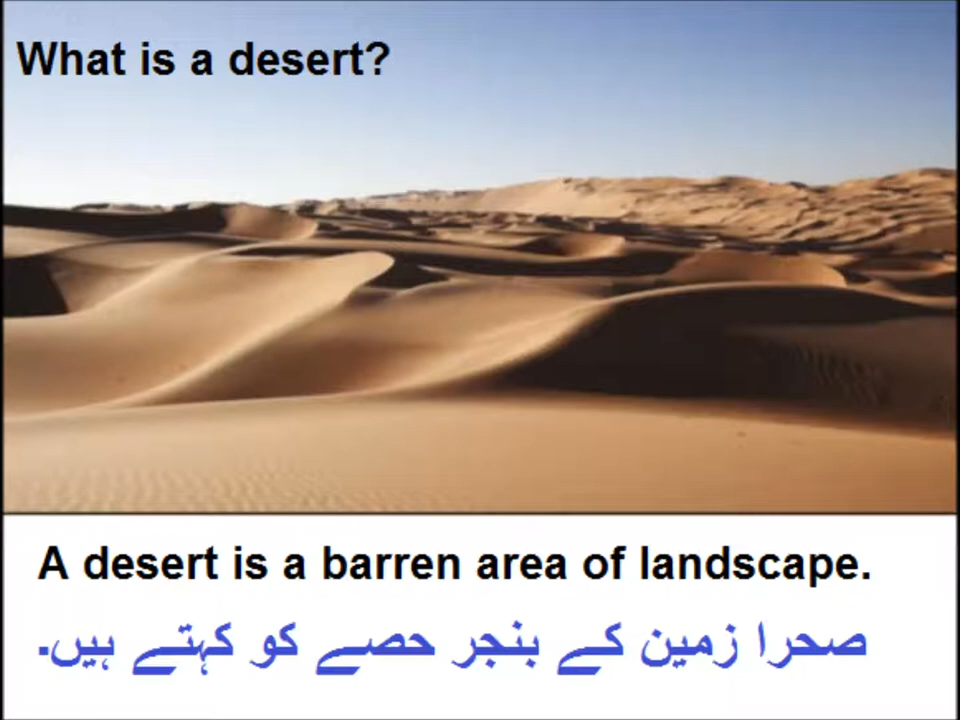 What is a desert?
A desert is a barren area of landscape.
صحرا زمین کے بنجر حصے کو کہتے ہیں۔